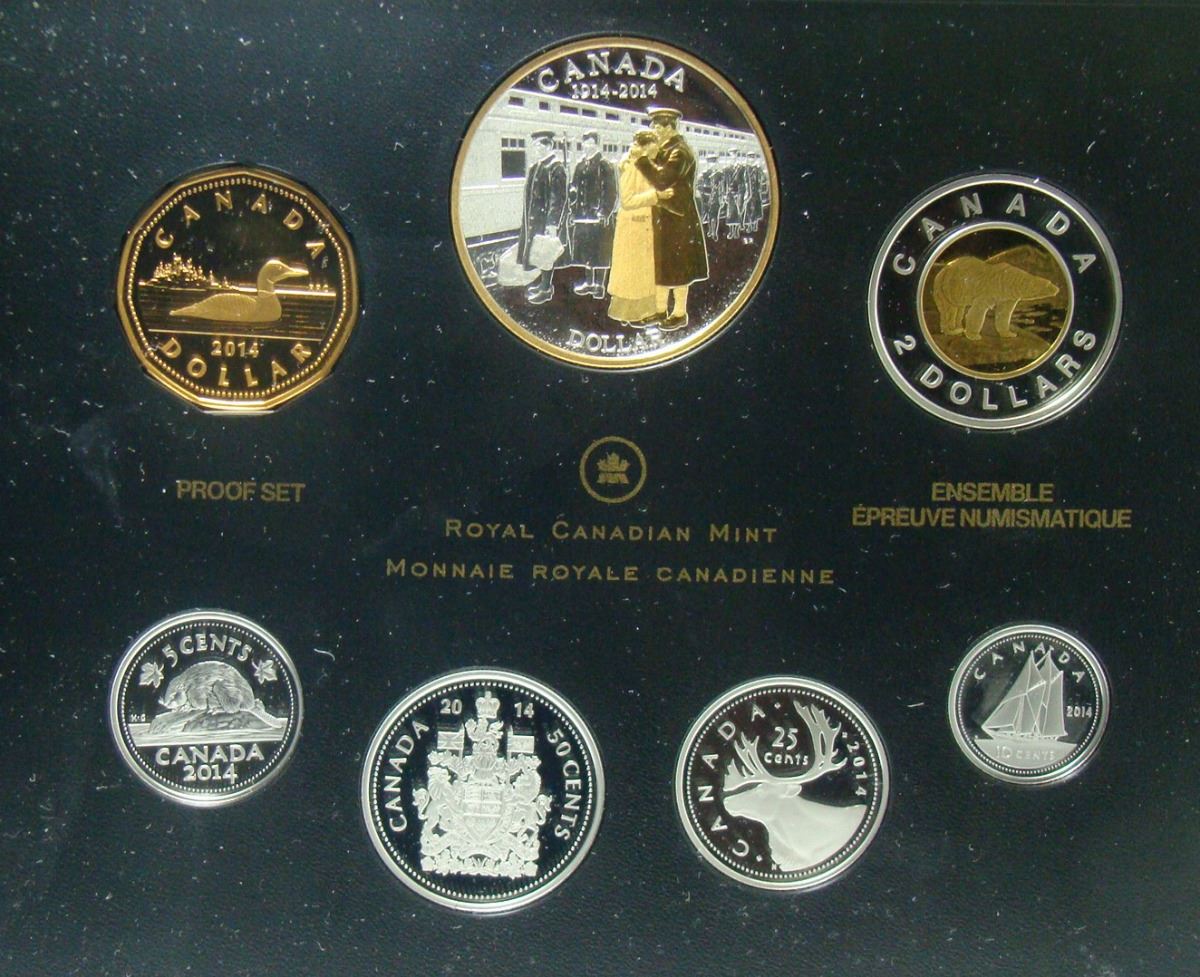 CANADA
1914-2014
DOLLAR
CANADA
2014
DOLLAR
CANADA
2 DOLLARS
PROOF SET
ENSEMBLE
ÉPREUVE NUMISMATIQUE
ROYAL CANADIAN MINT
MONNAIE ROYALE CANADIENNE
5 CENTS
H·G
CANADA
2014
CANADA
20 14
50 CENTS
CANADA
25
cents
2014
CANADA
2014
10 CENTS